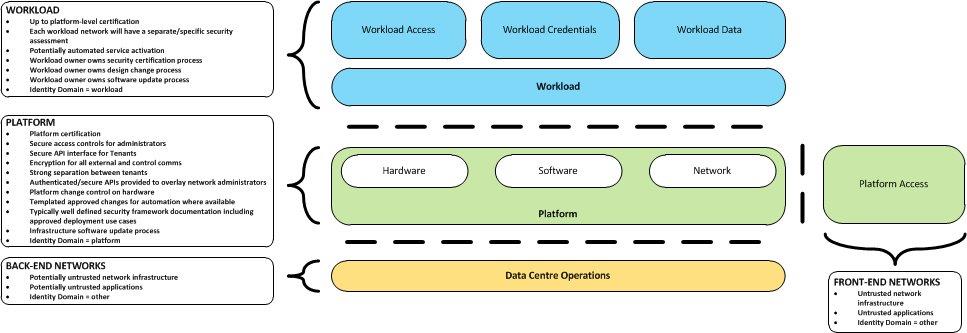 WORKLOAD
• Up to platform-level certification
• Each workload network will have a separate/specific security
assessment
• Potentially automated service activation
• Workload owner owns security certification process
• Workload owner owns design change process
• Workload owner owns software update process
• Identity Domain = workload
Workload Access
Workload Credentials
Workload Data
Workload
PLATFORM
• Platform certification
• Secure access controls for administrators
• Secure API interface for Tenants
• Encryption for all external and control comms
• Strong separation between tenants
• Authenticated/secure APIs provided to overlay network administrators
• Platform change control on hardware
• Templated approved changes for automation where available
• Typically well defined security framework documentation including
approved deployment use cases
• Infrastructure software update process
• Identity Domain = platform
Hardware
Software
Network
Platform
Platform Access
BACK-END NETWORKS
• Potentially untrusted network infrastructure
• Potentially untrusted applications
• Identity Domain = other
Data Centre Operations
FRONT-END NETWORKS
• Untrusted network
infrastructure
• Untrusted applications
• Identity Domain = other